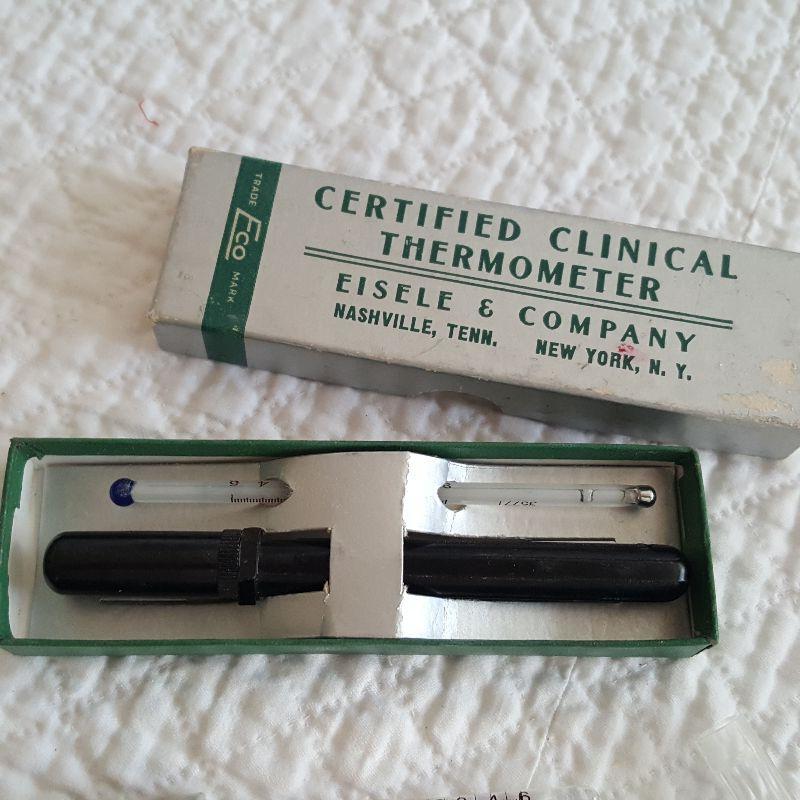 TRADE Eco MARK
CERTIFIED CLINICAL
THERMOMETER
EISELE & COMPANY
NASHVILLE, TENN. NEW YORK, N. Y.